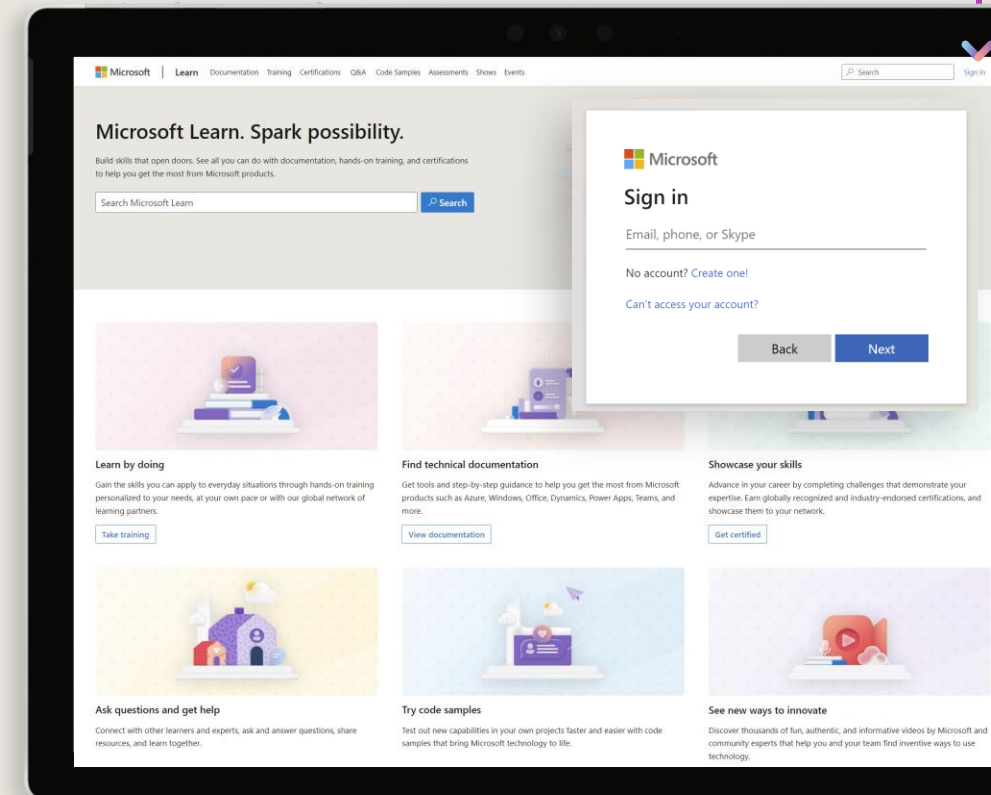 Microsoft | Learn Documentation Training Certifications Q&A Code Samples Assessments Shows Events Search Sign in
Microsoft Learn. Spark possibility.
Build skills that open doors. See all you can do with documentation, hands-on training, and certifications
to help you get the most from Microsoft products.
Search Microsoft Learn Search
Microsoft
Sign in
Email, phone, or Skype
No account? Create one!
Can't access your account?
Back Next
Learn by doing
Gain the skills you can apply to everyday situations through hands-on training
personalized to your needs, at your own pace or with our global network of
learning partners.
Take training
Find technical documentation
Get tools and step-by-step guidance to help you get the most from Microsoft
products such as Azure, Windows, Office, Dynamics, Power Apps, Teams, and
more.
View documentation
Showcase your skills
Advance in your career by completing challenges that demonstrate your
expertise. Earn globally recognized and industry-endorsed certifications, and
showcase them to your network.
Get certified
Ask questions and get help
Connect with other learners and experts, ask and answer questions, share
resources, and learn together.
Try code samples
Test out new capabilities in your own projects faster and easier with code
samples that bring Microsoft technology to life.
See new ways to innovate
Discover thousands of fun, authentic, and informative videos by Microsoft and
community experts that help you and your team find inventive ways to use
technology.